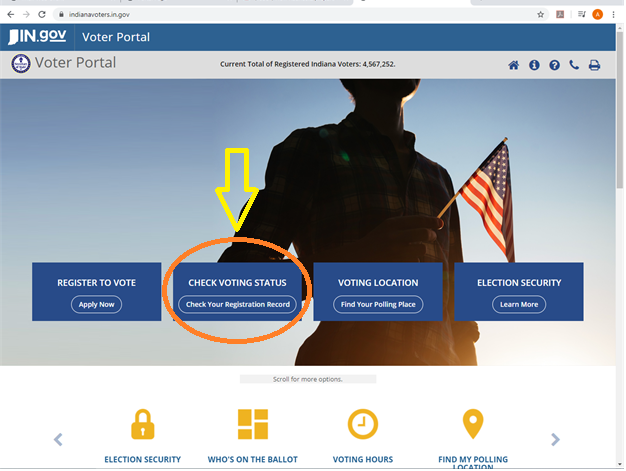 indianavoters.in.gov
A
IN.gov Voter Portal
Voter Portal
Current Total of Registered Indiana Voters: 4,567,252.
REGISTER TO VOTE
Apply Now
CHECK VOTING STATUS
Check Your Registration Record
VOTING LOCATION
Find Your Polling Place
ELECTION SECURITY
Learn More
Scroll for more options.
ELECTION SECURITY
WHO'S ON THE BALLOT
VOTING HOURS
FIND MY POLLING
LOCATION